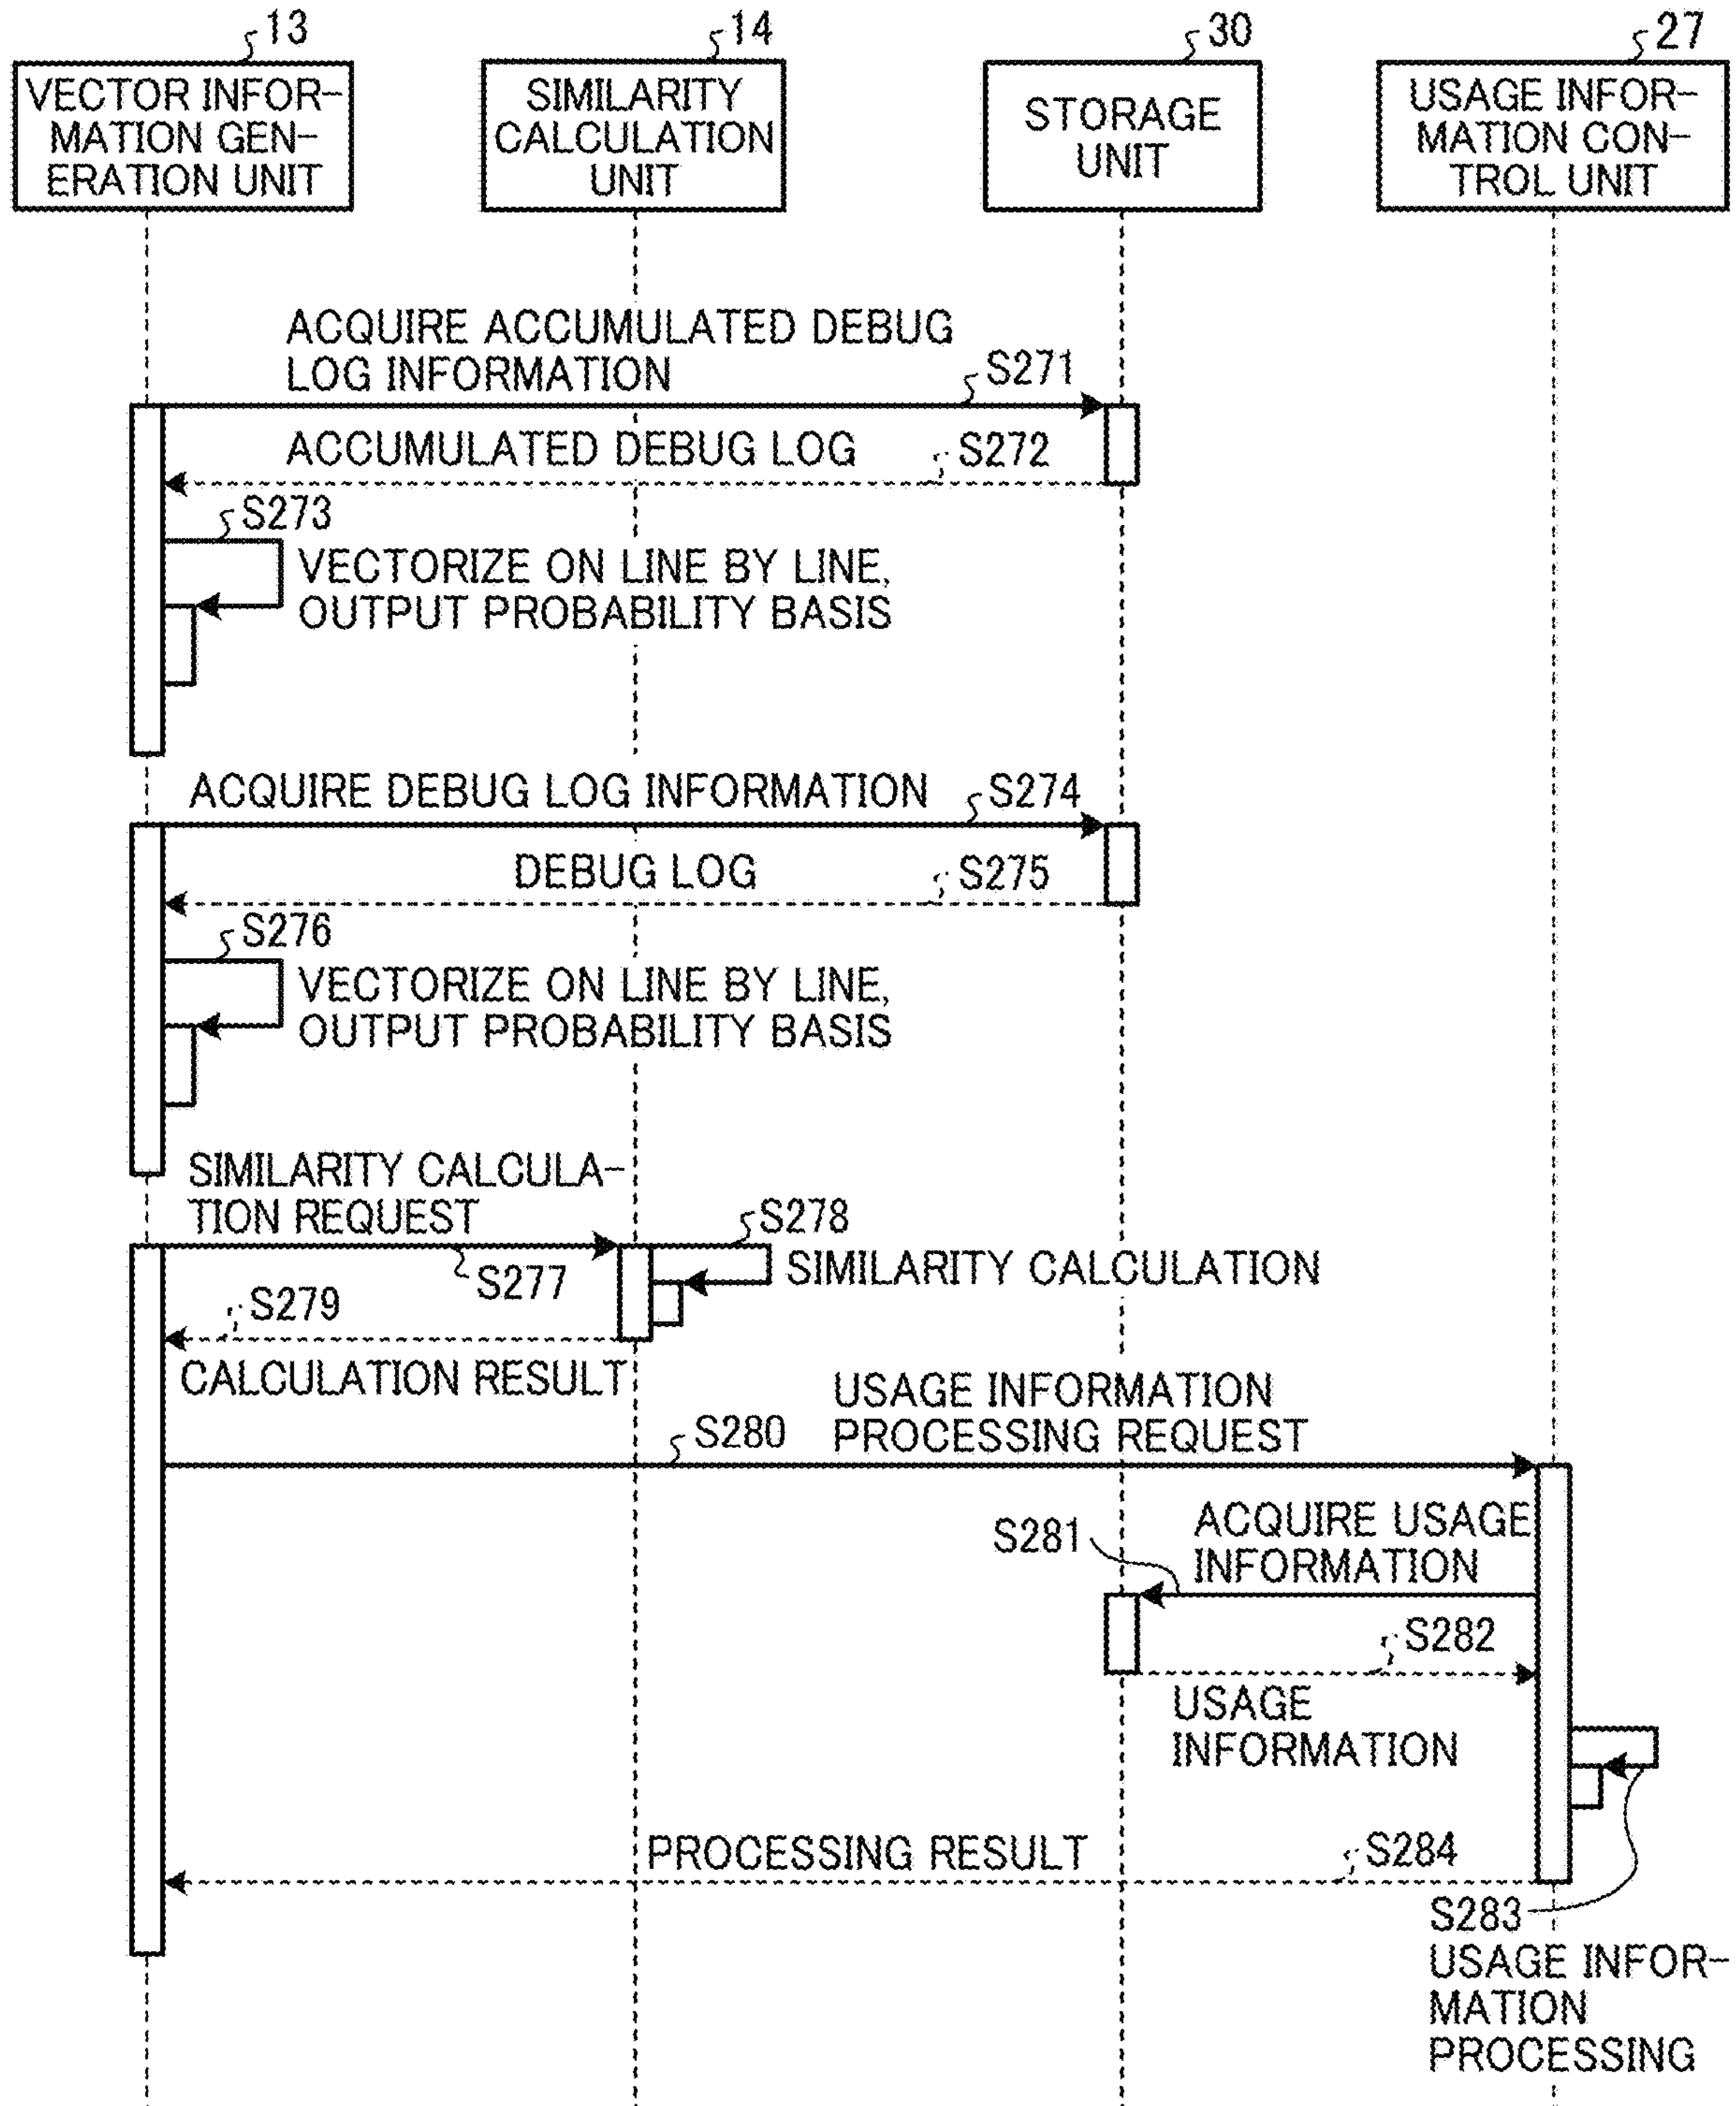 13
VECTOR INFOR-
MATION GEN-
ERATION UNIT
14
SIMILARITY
CALCULATION
UNIT
30
STORAGE
UNIT
27
USAGE INFOR-
MATION CON-
TROL UNIT
ACQUIRE ACCUMULATED DEBUG
LOG INFORMATION
S271
ACCUMULATED DEBUG LOG
S272
S273
VECTORIZE ON LINE BY LINE,
OUTPUT PROBABILITY BASIS
ACQUIRE DEBUG LOG INFORMATION
S274
DEBUG LOG
S275
S276
VECTORIZE ON LINE BY LINE,
OUTPUT PROBABILITY BASIS
SIMILARITY CALCULA-
TION REQUEST
S277
S278
SIMILARITY CALCULATION
S279
CALCULATION RESULT
S280
USAGE INFORMATION
PROCESSING REQUEST
S281
ACQUIRE USAGE
INFORMATION
S282
USAGE
INFORMATION
PROCESSING RESULT
S284
S283
USAGE INFOR-
MATION
PROCESSING